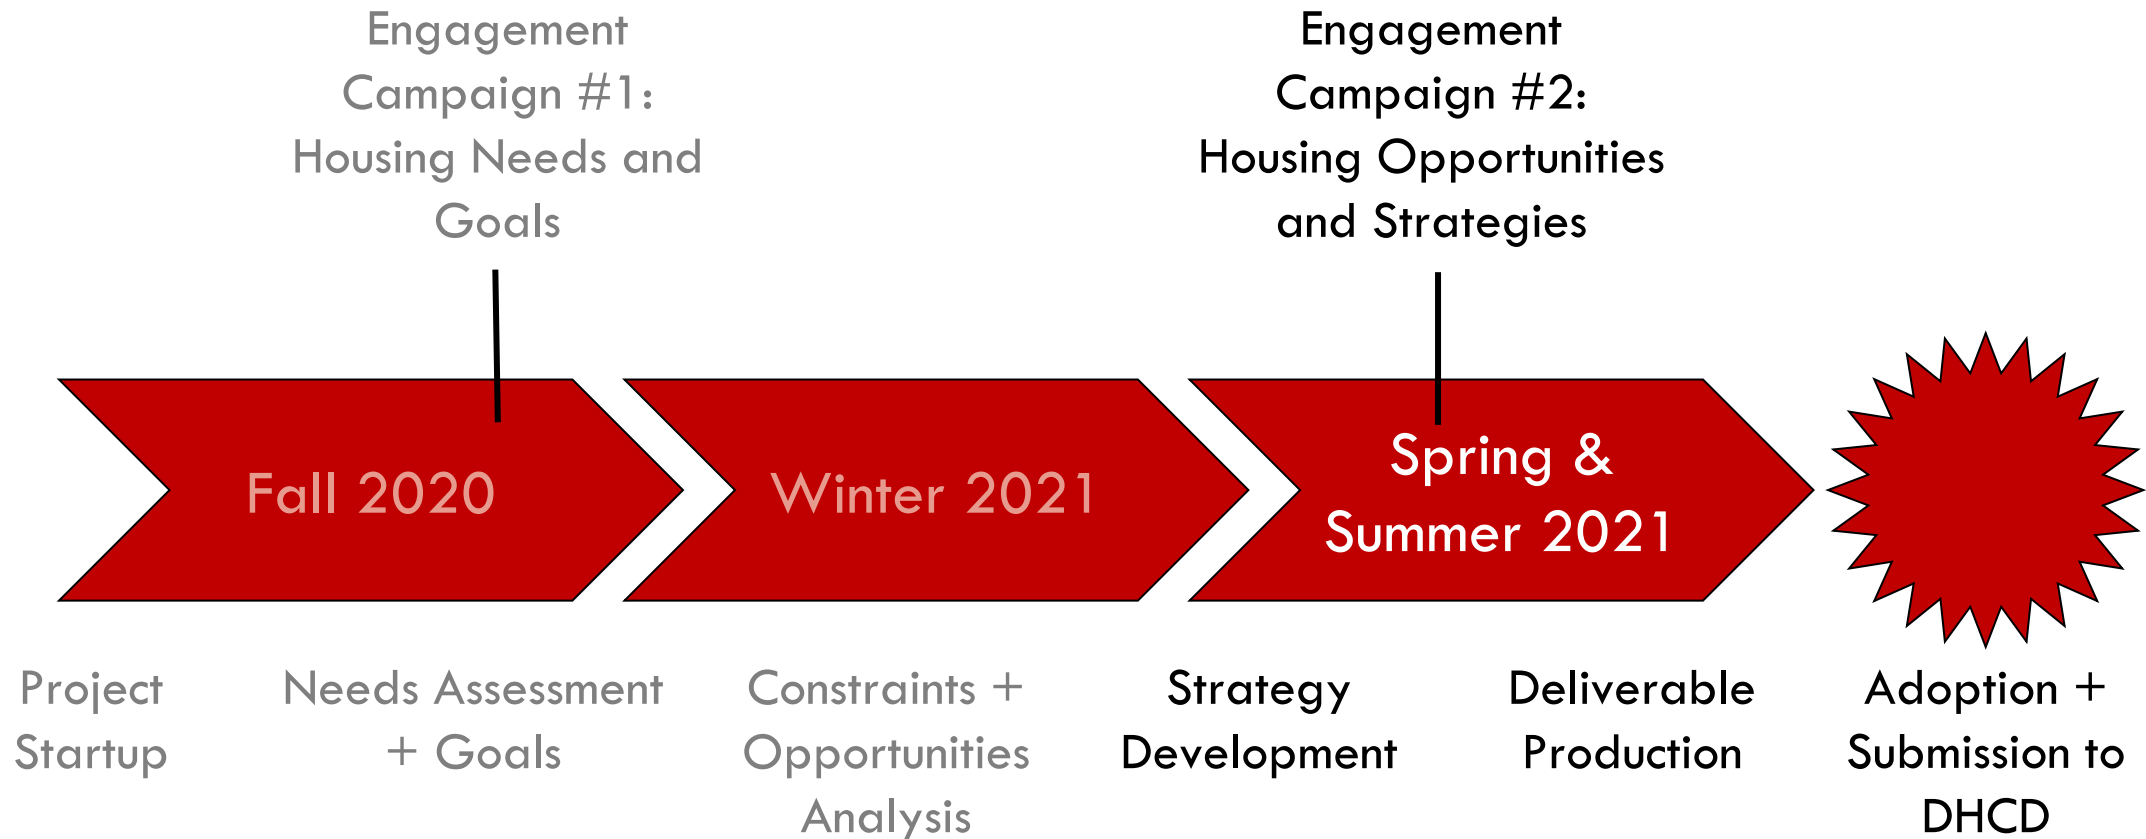 Engagement
Campaign #1:
Housing Needs and
Goals
Engagement
Campaign #2:
Housing Opportunities
and Strategies
Fall 2020
Winter 2021
Spring &
Summer 2021
Project
Startup
Needs Assessment
+ Goals
Constraints +
Opportunities
Analysis
Strategy
Development
Deliverable
Production
Adoption +
Submission to
DHCD